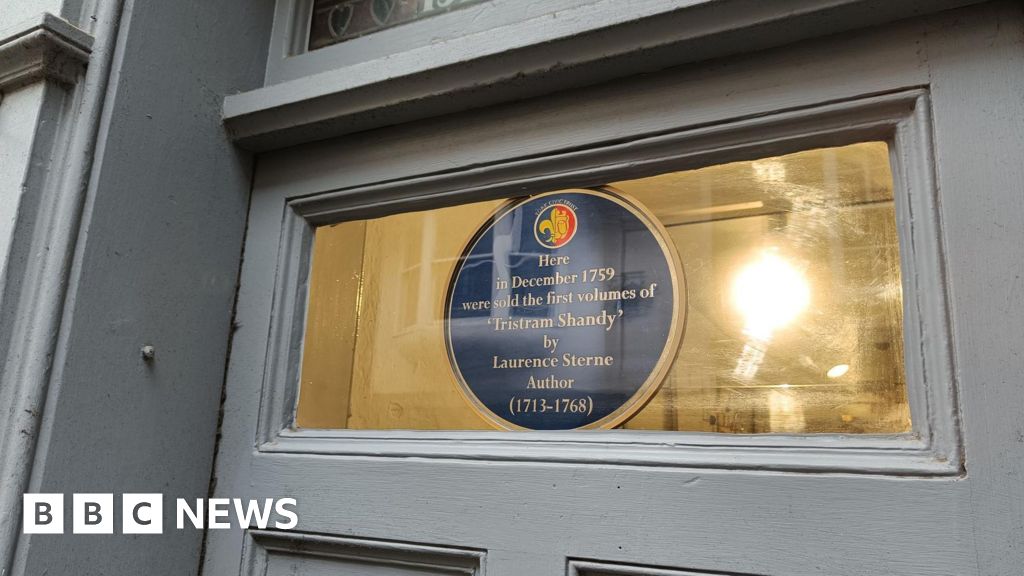 YORK CIVIC TRUST
Here
in December 1759
were sold the first volumes of
'Tristram Shandy'
by
Laurence Sterne
Author
(1713-1768)
BBC NEWS